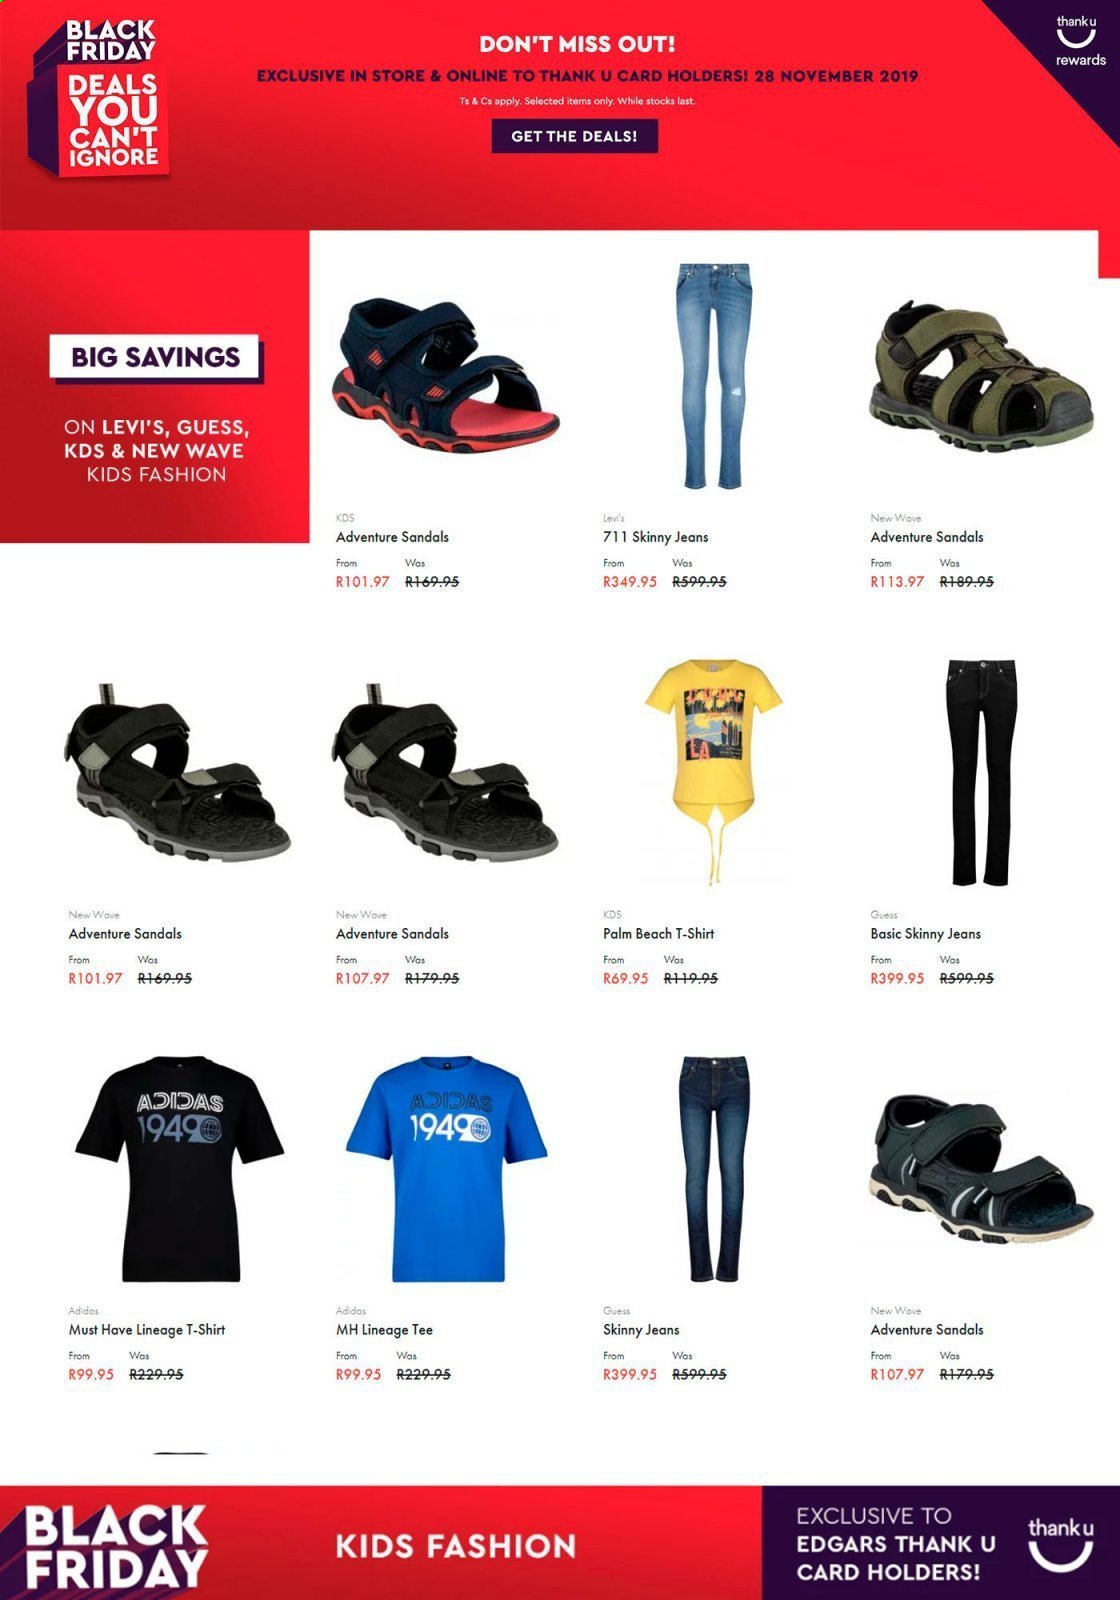 BLACK
FRIDAY
DEALS
YOU
CAN'T
IGNORE
DON'T MISS OUT!
EXCLUSIVE IN STORE & ONLINE TO THANK U CARD HOLDERS! 28 NOVEMBER 2019
Ts & Cs apply. Selected items only. While stocks last.
GET THE DEALS!
thank u
rewards
BIG SAVINGS
ON LEVI'S, GUESS,
KDS & NEW WAVE
KIDS FASHION
KDS
Adventure Sandals
From Was
R101.97 R169.95
Levi's
711 Skinny Jeans
From Was
R349.95 R599.95
New Wave
Adventure Sandals
From Was
R113.97 R189.95
New Wave
Adventure Sandals
From Was
R101.97 R169.95
New Wave
Adventure Sandals
From Was
R107.97 R179.95
LA
KDS
Palm Beach T-Shirt
From Was
R69.95 R119.95
Guess
Basic Skinny Jeans
From Was
R399.95 R599.95
ADIDAS
1949
Adidas
Must Have Lineage T-Shirt
From Was
R99.95 R229.95
ADIDAS
1949
Adidas
MH Lineage Tee
From Was
R99.95 R229.95
Guess
Skinny Jeans
From Was
R399.95 R599.95
New Wave
Adventure Sandals
From Was
R107.97 R179.95
BLACK
FRIDAY
KIDS FASHION
EXCLUSIVE TO
EDGARS THANK U
CARD HOLDERS!
thank u